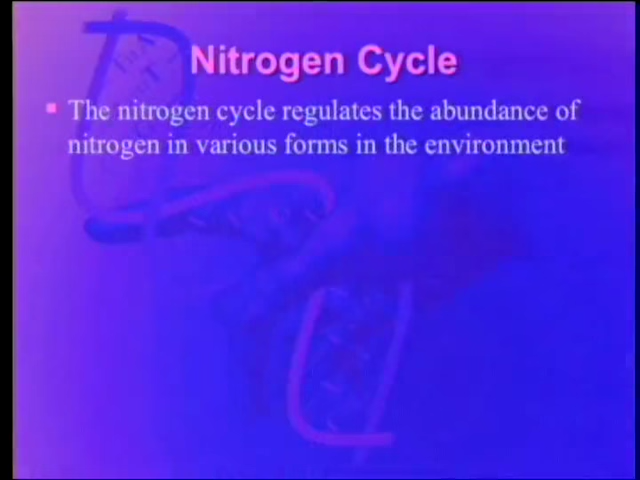 Nitrogen Cycle
The nitrogen cycle regulates the abundance of
nitrogen in various forms in the environment